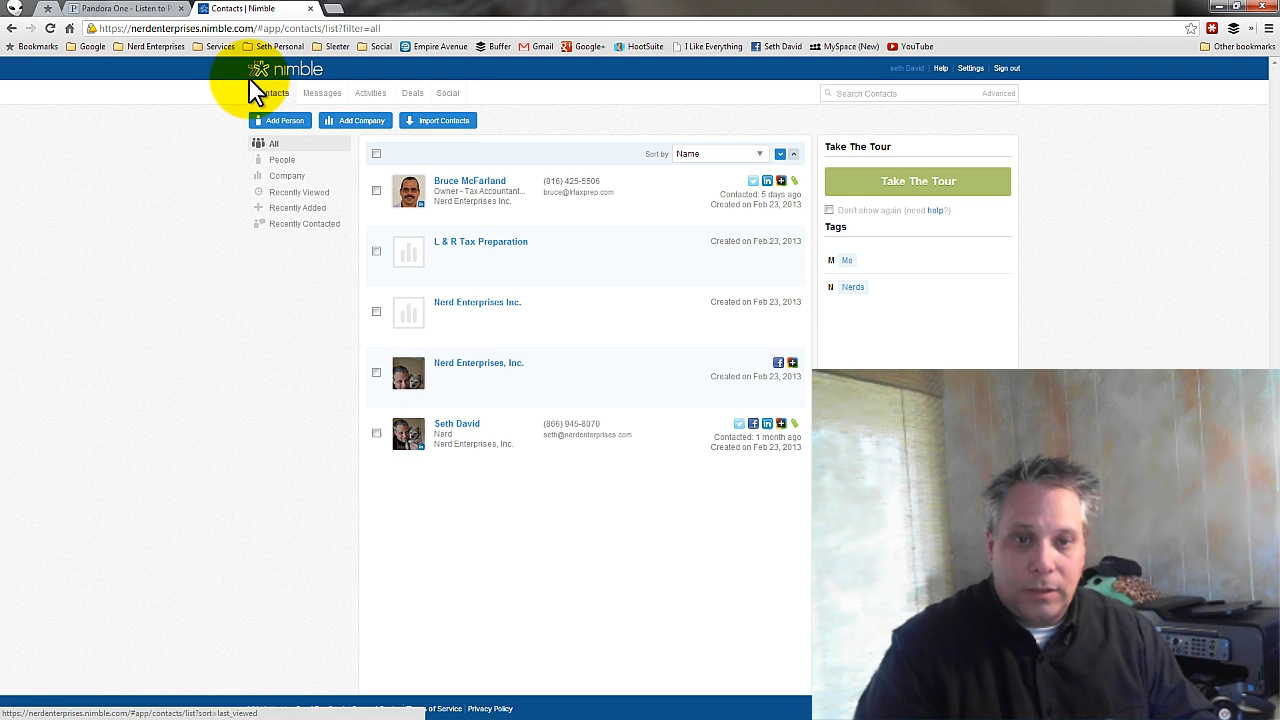 Pandora One - Listen to P
Contacts | Nimble
https://nerdenterprises.nimble.com/#app/contacts/list?filter=all
Bookmarks Google Nerd Enterprises Services Seth Personal Sleeter Social Empire Avenue Buffer Gmail Google+ HootSuite I Like Everything Seth David MySpace (New) YouTube Other bookmarks
nimble
seth David Help Settings Sign out
Contacts Messages Activities Deals Social
Search Contacts Advanced
Add Person Add Company Import Contacts
All
People
Company
Recently Viewed
Recently Added
Recently Contacted
Sort by Name
Bruce McFarland
Owner - Tax Accountant...
Nerd Enterprises Inc.
(816) 425-5506
bruce@lrtaxprep.com
Contacted: 5 days ago
Created on Feb 23, 2013
L & R Tax Preparation
Created on Feb 23, 2013
Nerd Enterprises Inc.
Created on Feb 23, 2013
Nerd Enterprises, Inc.
Created on Feb 23, 2013
Seth David
Nerd
Nerd Enterprises, Inc.
(866) 945-8070
seth@nerdenterprises.com
Contacted: 1 month ago
Created on Feb 23, 2013
Take The Tour
Take The Tour
Don't show again (need help?)
Tags
M Me
N Nerds
of Service Privacy Policy
https://nerdenterprises.nimble.com/#app/contacts/list?sort=last_viewed